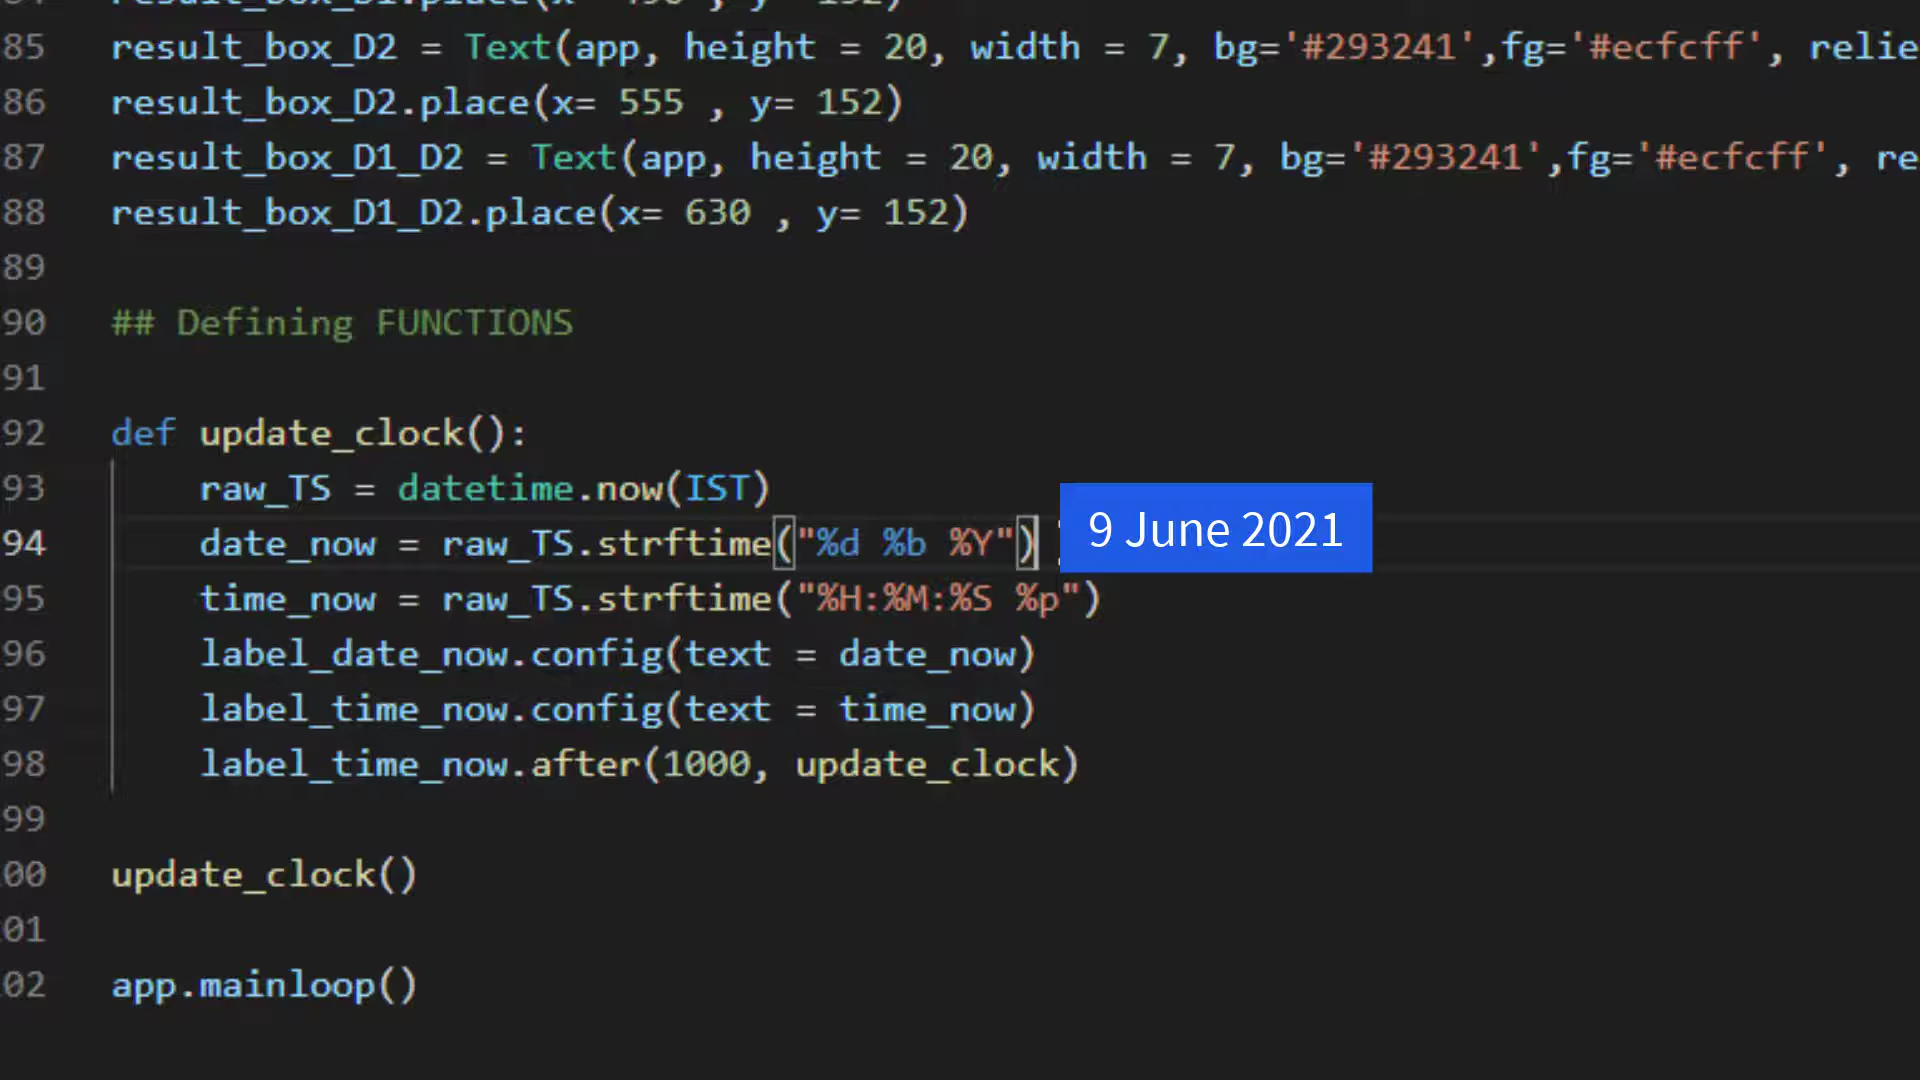 result_box_D2 = Text(app, height = 20, width = 7, bg='#293241',fg='#ecfcff', relie
85
result_box_D2.place(x= 555 , y= 152)
86
result_box_D1_D2 = Text(app, height = 20, width = 7, bg='#293241',fg='#ecfcff', re
87
result_box_D1_D2.place(x= 630 , y= 152)
88
89
90 ## Defining FUNCTIONS
91
92 def update_clock():
93 raw_TS = datetime.now(IST)
94 date_now = raw_TS.strftime("%d %b %Y") 9 June 2021
95 time_now = raw_TS.strftime("%H:%M:%S %p")
96 label_date_now.config(text = date_now)
97 label_time_now.config(text = time_now)
98 label_time_now.after(1000, update_clock)
99
00 update_clock()
01
02 app.mainloop()